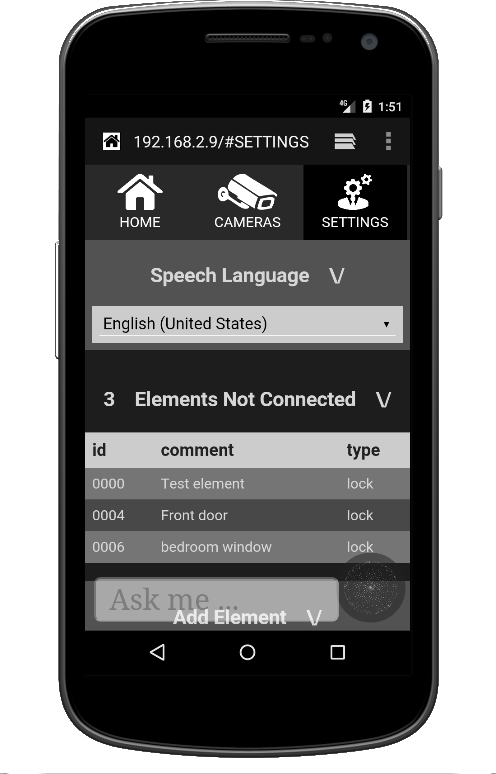 4G 1:51
192.168.2.9/#SETTINGS
HOME CAMERAS SETTINGS
Speech Language V
English (United States)
3 Elements Not Connected V
id comment type
0000 Test element lock
0004 Front door lock
0006 bedroom window lock
Ask me ...
Add Element V